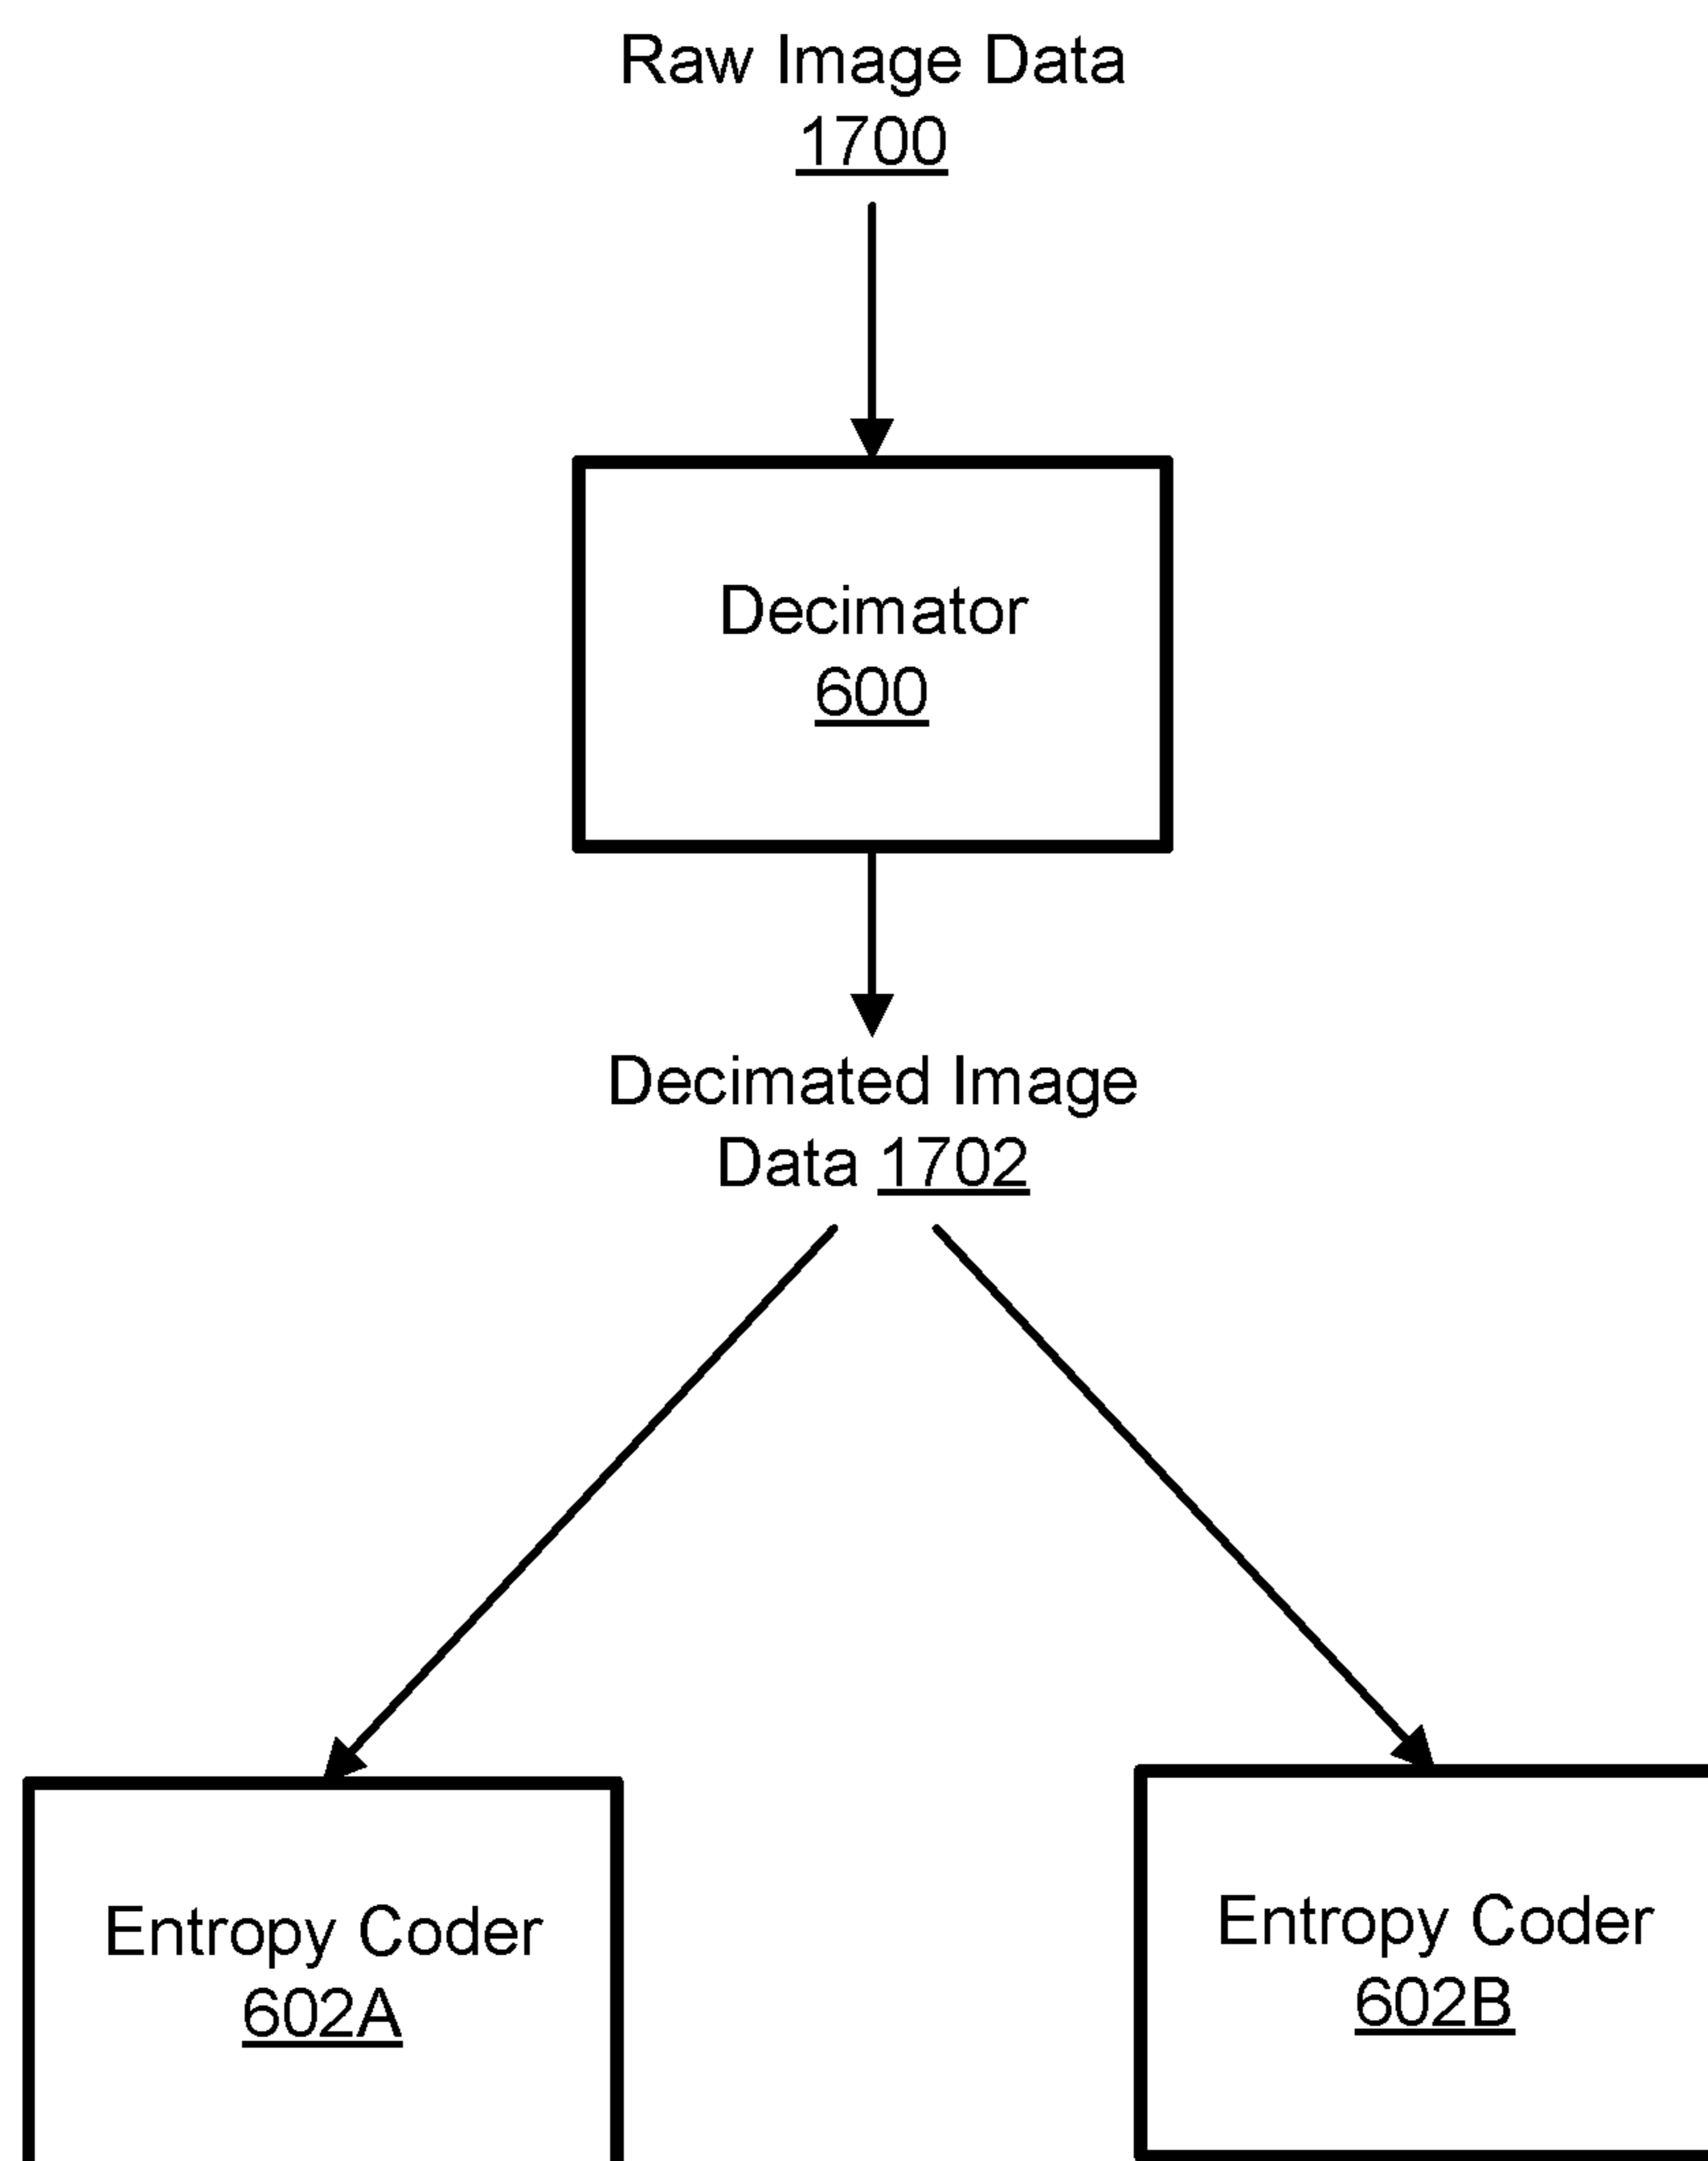 Raw Image Data
1700
Decimator
600
Decimated Image
Data 1702
Entropy Coder
602A
Entropy Coder
602B